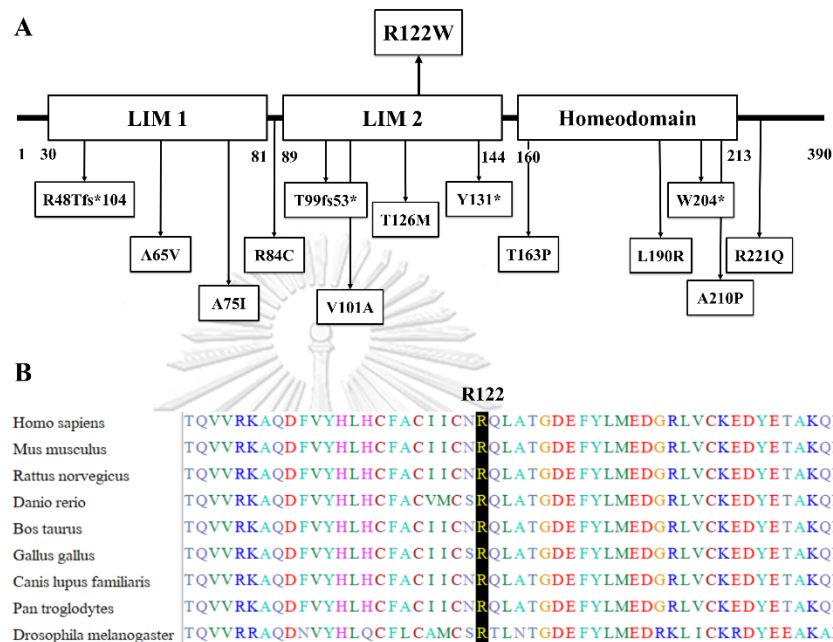 A
R122W
LIM 1 LIM 2 Homeodomain
1 30 81 89 144 160 213 390
R48Tfs*104 T99fs53* Y131* W204*
T126M
A65V R84C T163P L190R R221Q
A75I V101A A210P
B
R122
Homo sapiens TQVVRKAQDFVYHLHCFACIICNRQLATGDEFYLMEDGRLVCKEDYETAKQ
Mus musculus TQVVRKAQDFVYHLHCFACIICNRQLATGDEFYLMEDGRLVCKEDYETAKQ
Rattus norvegicus TQVVRKAQDFVYHLHCFACIICNRQLATGDEFYLMEDGRLVCKEDYETAKQ
Danio rerio TQVVRKAQDFVYHLHCFACVMCSRQLATGDEFYLMEDGRLVCKEDYETAKQ
Bos taurus TQVVRKAQDFVYHLHCFACIICNRQLATGDEFYLMEDGRLVCKEDYETAKQ
Gallus gallus TQVVRKAQDFVYHLHCFACIICSRQLATGDEFYLMEDGRLVCKEDYETAKQ
Canis lupus familiaris TQVVRKAQDFVYHLHCFACIICNRQLATGDEFYLMEDGRLVCKEDYETAKQ
Pan troglodytes TQVVRKAQDFVYHLHCFACIICNRQLATGDEFYLMEDGRLVCKEDYETAKQ
Drosophila melanogaster TQVVRRAQDNVYHLQCFLCAMCSRTLNTGDEFYLMEDRKLICKRDYEEAKA